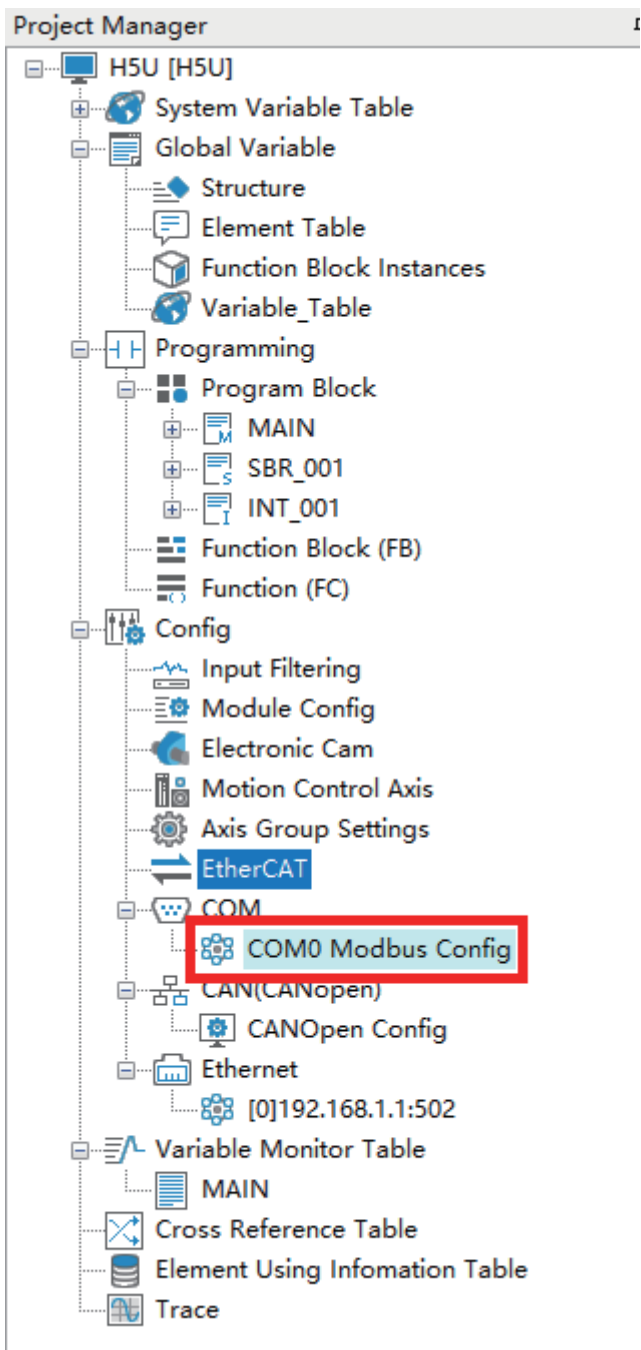 Project Manager
H5U [H5U]
System Variable Table
Global Variable
Structure
Element Table
Function Block Instances
Variable_Table
Programming
Program Block
MAIN
SBR_001
INT_001
Function Block (FB)
Function (FC)
Config
Input Filtering
Module Config
Electronic Cam
Motion Control Axis
Axis Group Settings
EtherCAT
COM
COM0 Modbus Config
CAN(CANopen)
CANOpen Config
Ethernet
[0]192.168.1.1:502
Variable Monitor Table
MAIN
Cross Reference Table
Element Using Infomation Table
Trace